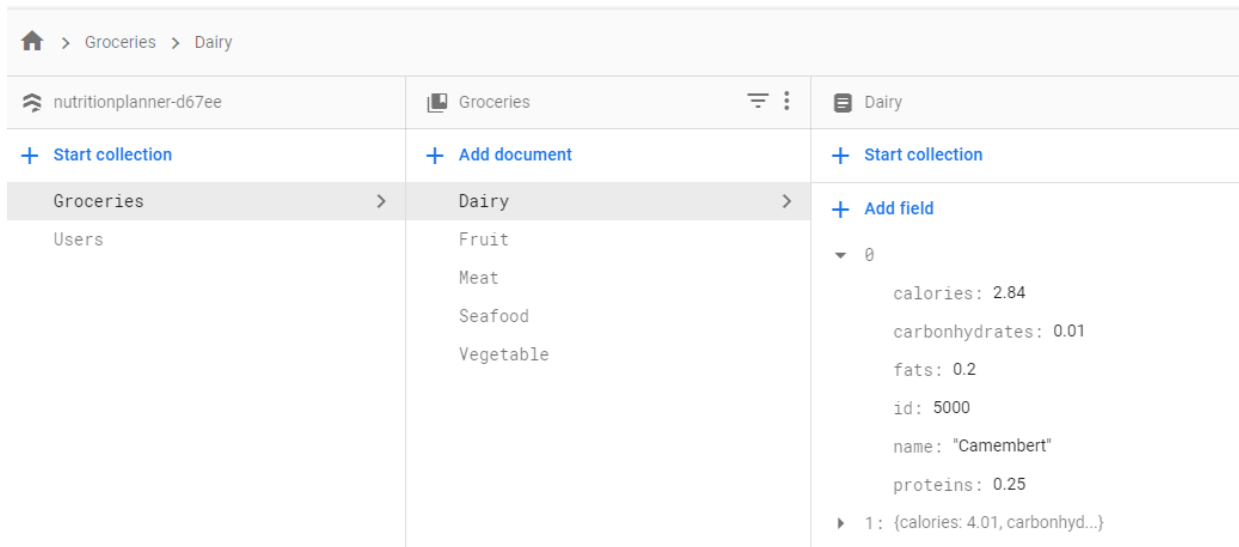 Groceries > Dairy
nutritionplanner-d67ee
Groceries
Dairy
+ Start collection
+ Add document
+ Start collection
Groceries >
Users
Dairy >
Fruit
Meat
Seafood
Vegetable
+ Add field
0
calories: 2.84
carbonhydrates: 0.01
fats: 0.2
id: 5000
name: "Camembert"
proteins: 0.25
1: {calories: 4.01, carbonhyd...}